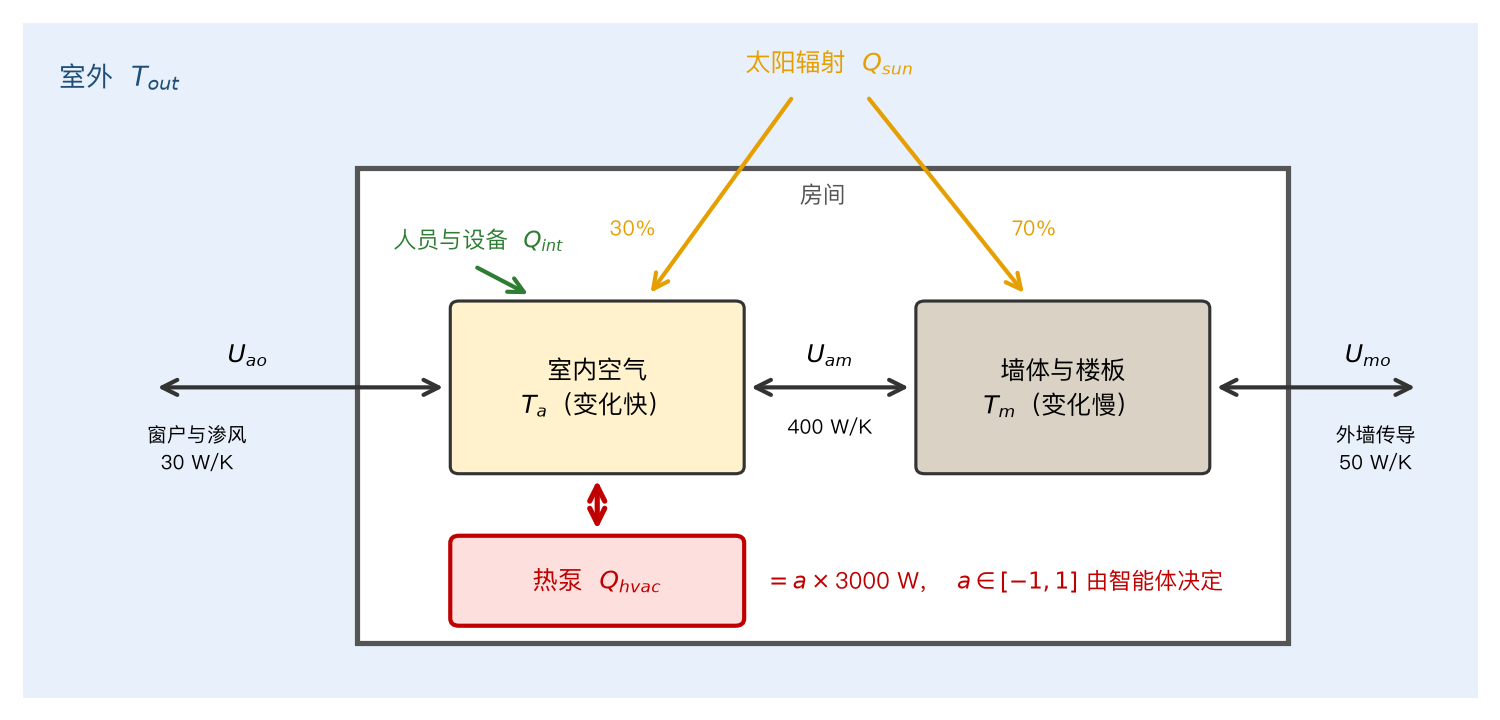 室外 T_out
太阳辐射 Q_sun
房间
人员与设备 Q_int
30%
70%
U_ao
窗户与渗风
30 W/K
室内空气
T_a（变化快）
U_am
400 W/K
墙体与楼板
T_m（变化慢）
U_mo
外墙传导
50 W/K
热泵 Q_hvac
= a × 3000 W， a ∈ [−1, 1] 由智能体决定